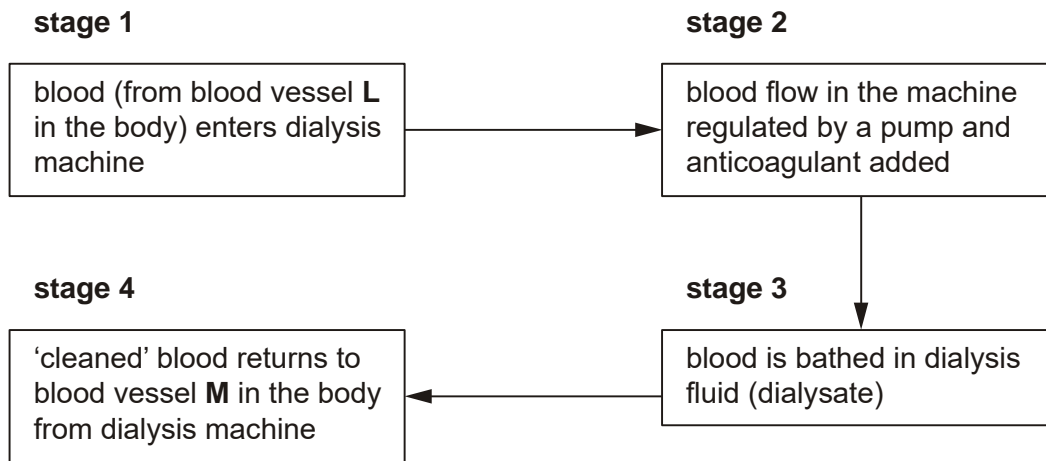 stage 1
blood (from blood vessel L
in the body) enters dialysis
machine
stage 2
blood flow in the machine
regulated by a pump and
anticoagulant added
stage 3
blood is bathed in dialysis
fluid (dialysate)
stage 4
‘cleaned’ blood returns to
blood vessel M in the body
from dialysis machine